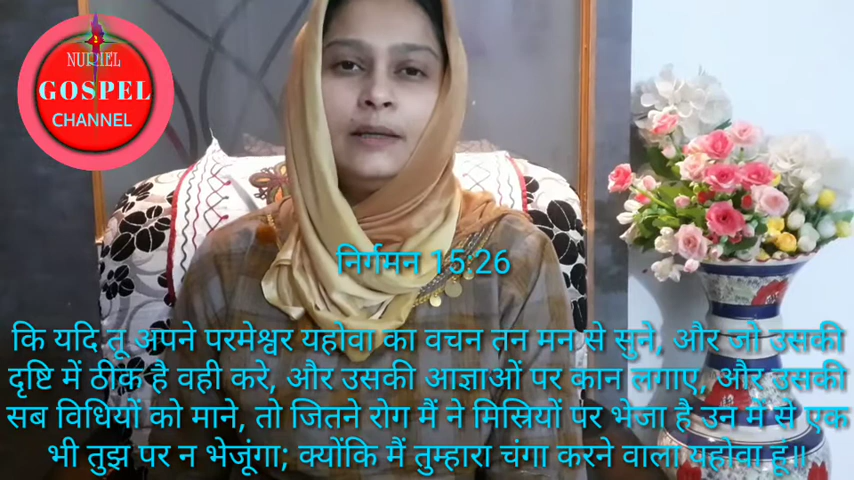 NURIEL
GOSPEL
CHANNEL
निर्गमन 15:26
कि यदि तू अपने परमेश्वर यहोवा का वचन तन मन से सुने, और जो उसकी
दृष्टि में ठीक है वही करे, और उसकी आज्ञाओं पर कान लगाए, और उसकी
सब विधियों को माने, तो जितने रोग मैं ने मिस्रियों पर भेजा है उन में से एक
भी तुझ पर न भेजूंगा; क्योंकि मैं तुम्हारा चंगा करने वाला यहोवा हूं॥